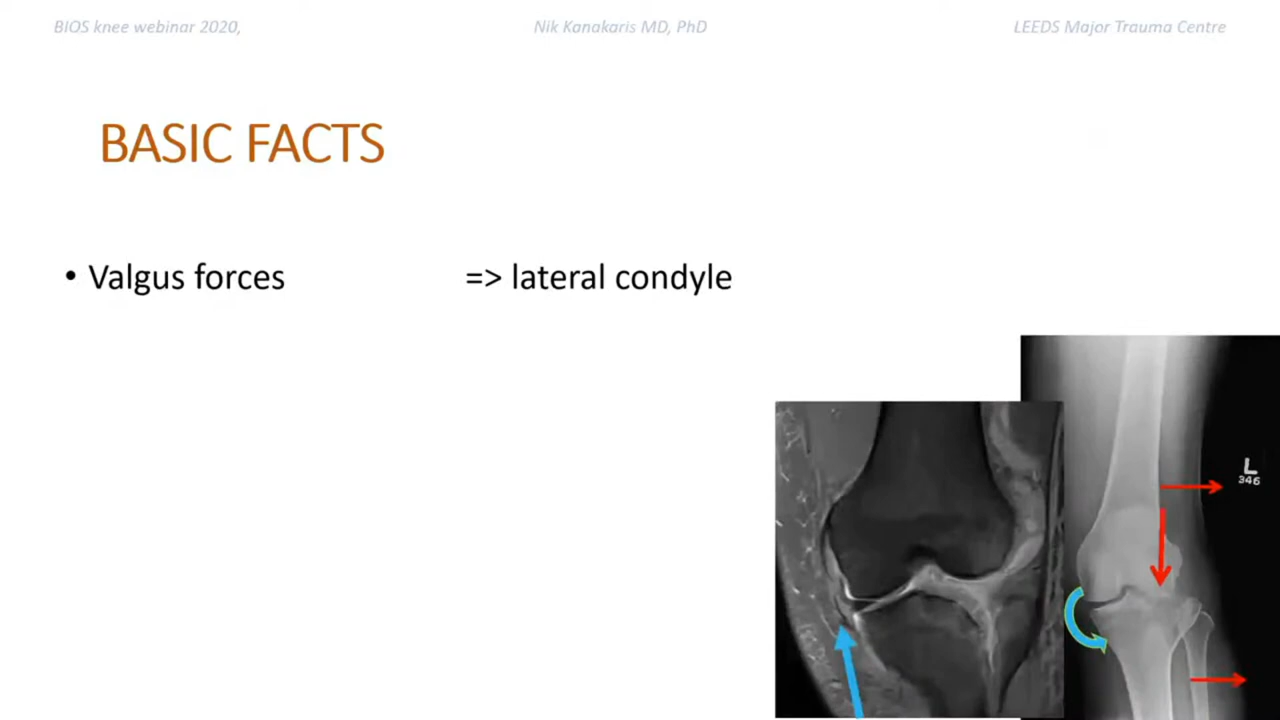 BIOS knee webinar 2020, Nik Kanakaris MD, PhD LEEDS Major Trauma Centre
BASIC FACTS
• Valgus forces => lateral condyle
L
346